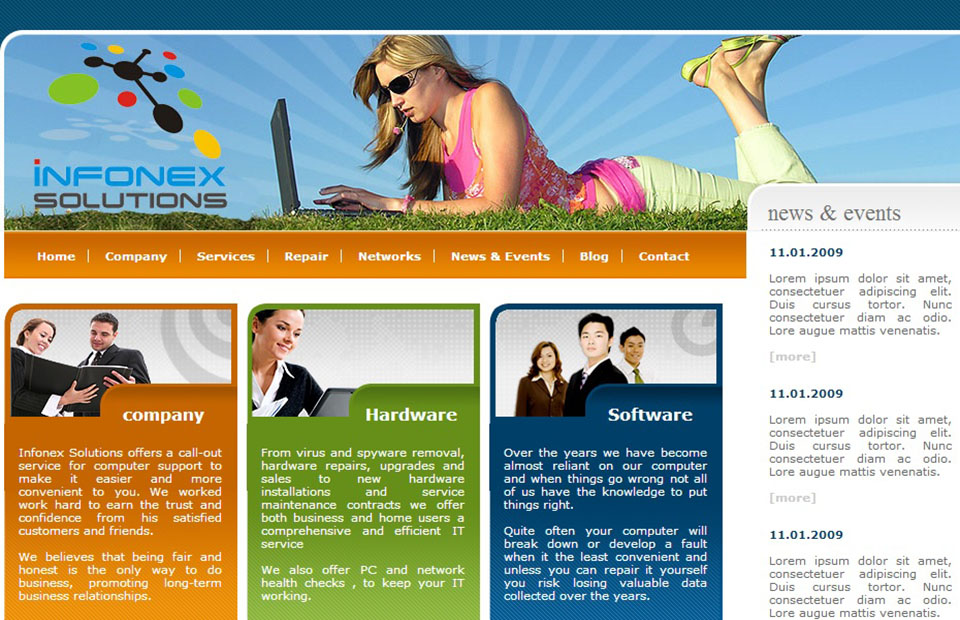 iNFONEX
SOLUTIONS
Home | Company | Services | Repair | Networks | News & Events | Blog | Contact
company
Infonex Solutions offers a call-out
service for computer support to
make it easier and more
convenient to you. We worked
work hard to earn the trust and
confidence from his satisfied
customers and friends.
We believes that being fair and
honest is the only way to do
business, promoting long-term
business relationships.
Hardware
From virus and spyware removal,
hardware repairs, upgrades and
sales to new hardware
installations and service
maintenance contracts we offer
both business and home users a
comprehensive and efficient IT
service
We also offer PC and network
health checks , to keep your IT
working.
Software
Over the years we have become
almost reliant on our computer
and when things go wrong not all
of us have the knowledge to put
things right.
Quite often your computer will
break down or develop a fault
when it the least convenient and
unless you can repair it yourself
you risk losing valuable data
collected over the years.
news & events
11.01.2009
Lorem ipsum dolor sit amet,
consectetuer adipiscing elit.
Duis cursus tortor. Nunc
consectetuer diam ac odio.
Lore augue mattis venenatis.
[more]
11.01.2009
Lorem ipsum dolor sit amet,
consectetuer adipiscing elit.
Duis cursus tortor. Nunc
consectetuer diam ac odio.
Lore augue mattis venenatis.
[more]
11.01.2009
Lorem ipsum dolor sit amet,
consectetuer adipiscing elit.
Duis cursus tortor. Nunc
consectetuer diam ac odio.
Lore augue mattis venenatis.